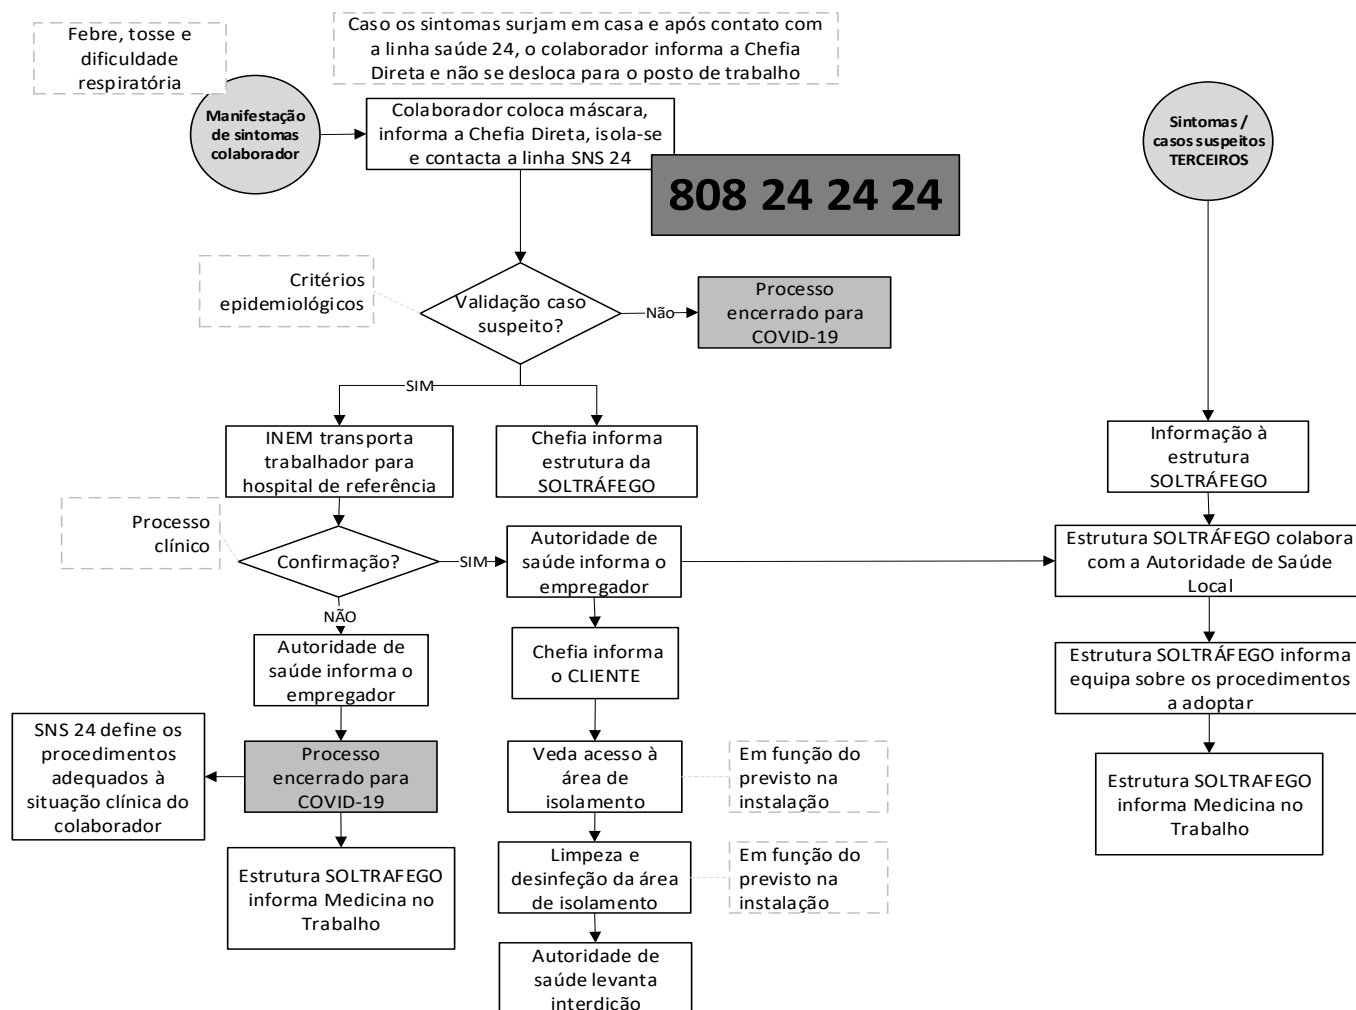 Febre, tosse e
dificuldade
respiratória
Caso os sintomas surjam em casa e após contato com
a linha saúde 24, o colaborador informa a Chefia
Direta e não se desloca para o posto de trabalho
Manifestação
de sintomas
colaborador
Colaborador coloca máscara,
informa a Chefia Direta, isola-se
e contacta a linha SNS 24
808 24 24 24
Sintomas /
casos suspeitos
TERCEIROS
Critérios
epidemiológicos
Validação caso
suspeito?
Não
Processo
encerrado para
COVID-19
SIM
INEM transporta
trabalhador para
hospital de referência
Chefia informa
estrutura da
SOLTRÁFEGO
Informação à
estrutura
SOLTRÁFEGO
Processo
clínico
Confirmação?
SIM
Autoridade de
saúde informa o
empregador
Estrutura SOLTRÁFEGO colabora
com a Autoridade de Saúde
Local
NÃO
Autoridade de
saúde informa o
empregador
Chefia informa
o CLIENTE
Estrutura SOLTRÁFEGO informa
equipa sobre os procedimentos
a adoptar
SNS 24 define os
procedimentos
adequados à
situação clínica do
colaborador
Processo
encerrado para
COVID-19
Veda acesso à
área de
isolamento
Em função do
previsto na
instalação
Estrutura SOLTRAFEGO
informa Medicina no
Trabalho
Estrutura SOLTRAFEGO
informa Medicina no
Trabalho
Limpeza e
desinfeção da área
de isolamento
Em função do
previsto na
instalação
Autoridade de
saúde levanta
interdição